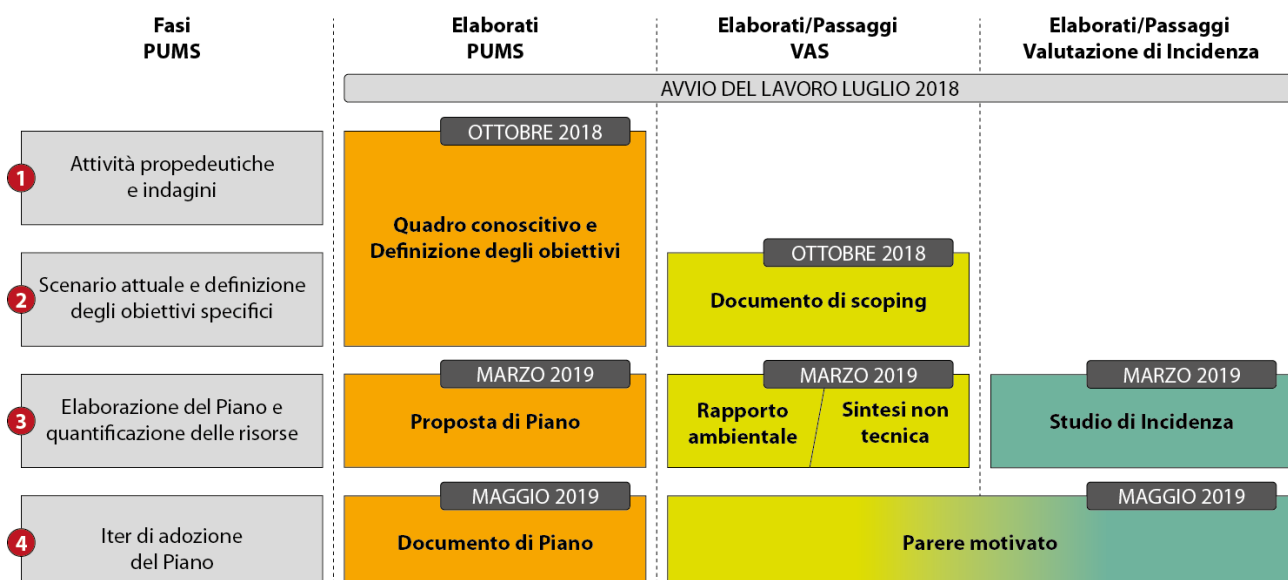 Fasi
PUMS
Elaborati
PUMS
Elaborati/Passaggi
VAS
Elaborati/Passaggi
Valutazione di Incidenza
AVVIO DEL LAVORO LUGLIO 2018
1
Attività propedeutiche
e indagini
OTTOBRE 2018
Quadro conoscitivo e
Definizione degli obiettivi
2
Scenario attuale e definizione
degli obiettivi specifici
OTTOBRE 2018
Documento di scoping
3
Elaborazione del Piano e
quantificazione delle risorse
MARZO 2019
Proposta di Piano
MARZO 2019
Rapporto
ambientale
Sintesi non
tecnica
MARZO 2019
Studio di Incidenza
4
Iter di adozione
del Piano
MAGGIO 2019
Documento di Piano
MAGGIO 2019
Parere motivato